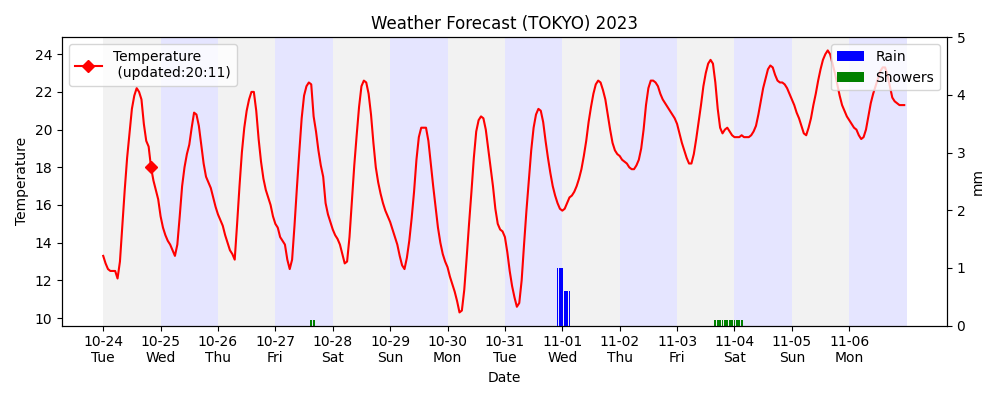 Weather Forecast (TOKYO) 2023
Temperature
(updated:20:11)
Rain
Showers
Temperature
24
22
20
18
16
14
12
10
5
4
3
2
1
0
mm
10-24 10-25 10-26 10-27 10-28 10-29 10-30 10-31 11-01 11-02 11-03 11-04 11-05 11-06
Tue Wed Thu Fri Sat Sun Mon Tue Wed Thu Fri Sat Sun Mon
Date